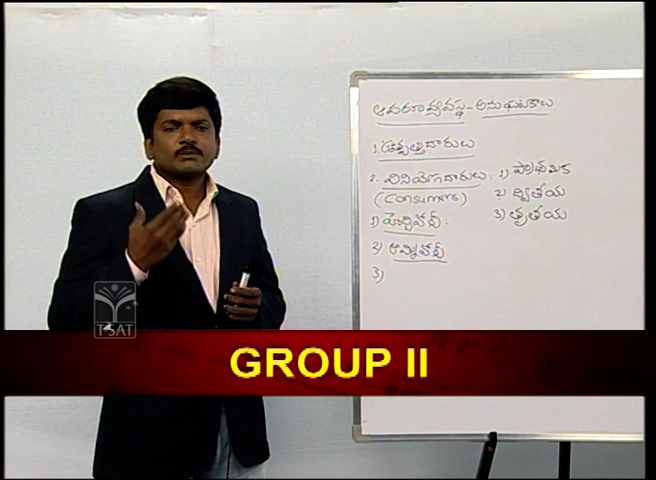 ఆవరణ వ్యవస్థ - అనుఘటకాలు
1. ఉత్పత్తిదారులు
2. వినియోగదారులు : 1) ప్రాథమిక
(Consumers) 2) ద్వితీయ
1) హెర్బివోర్స్ : 3) తృతీయ
2)
3)
T-SAT
GROUP II